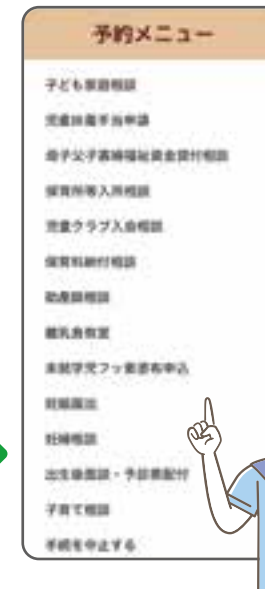 予約メニュー
子ども家庭相談
児童扶養手当申請
母子父子寡婦福祉資金貸付相談
保育所等入所相談
児童クラブ入会相談
保育料納付相談
助産師相談
離乳食教室
未就学児フッ素塗布申込
妊娠届出
妊婦相談
出生後面談・予診票配付
子育て相談
手続を中止する